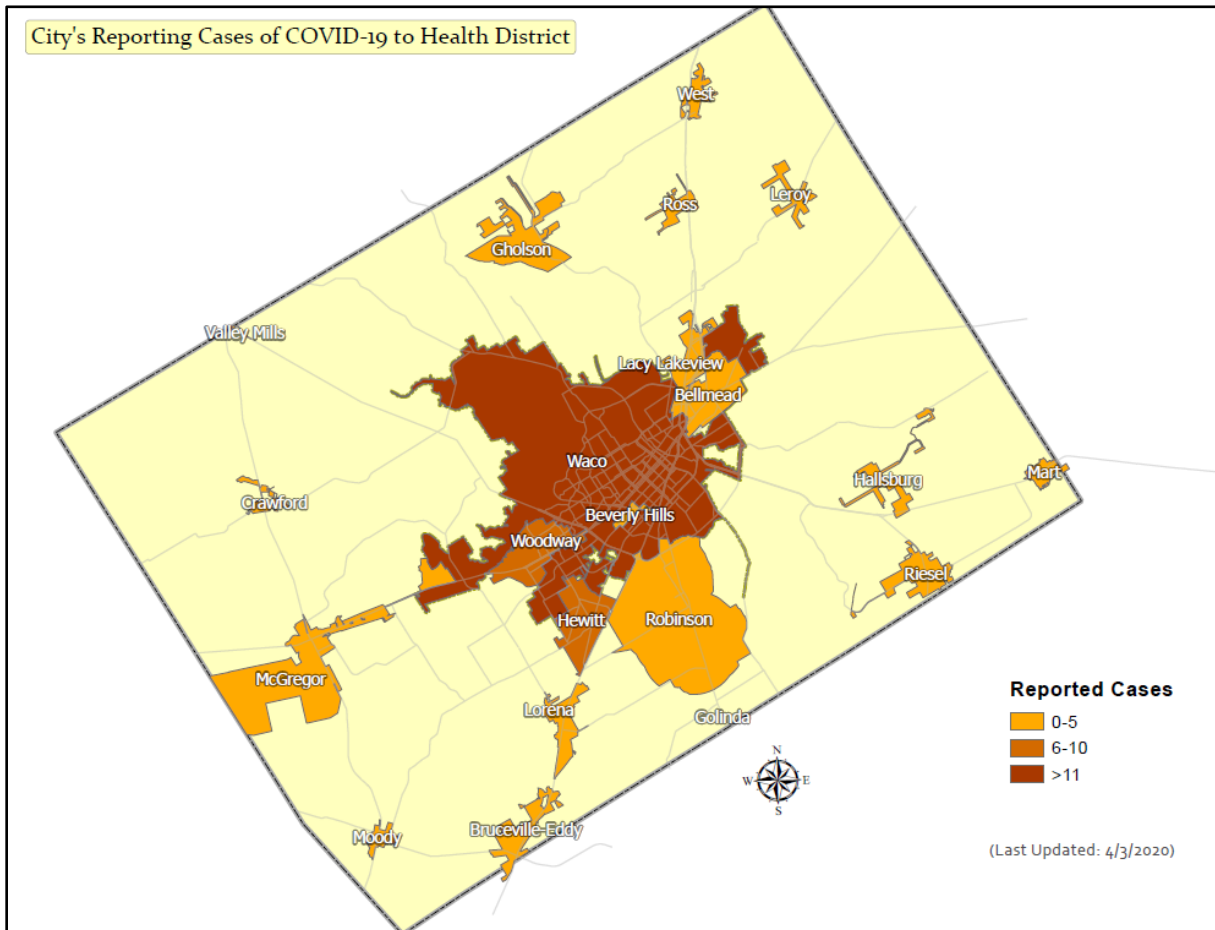 City's Reporting Cases of COVID-19 to Health District
West
Ross
Leroy
Gholson
Valley Mills
Lacy Lakeview
Bellmead
Waco
Hallsburg
Mart
Crawford
Beverly Hills
Woodway
Riesel
Hewitt
Robinson
McGregor
Lorena
Golinda
Moody
Bruceville-Eddy
N
W E
S
Reported Cases
0-5
6-10
>11
(Last Updated: 4/3/2020)